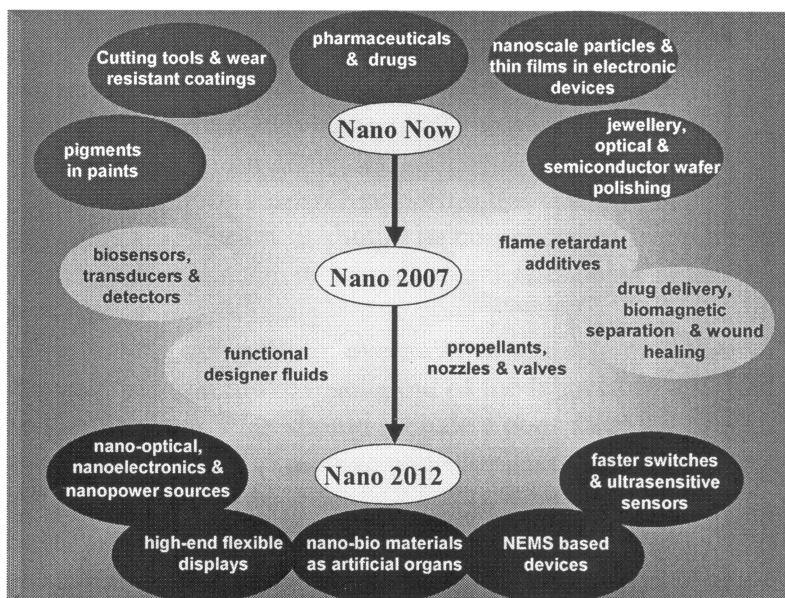 Cutting tools & wear
resistant coatings
pharmaceuticals
& drugs
nanoscale particles &
thin films in electronic
devices
Nano Now
pigments
in paints
jewellery,
optical &
semiconductor wafer
polishing
biosensors,
transducers &
detectors
Nano 2007
flame retardant
additives
drug delivery,
biomagnetic
separation & wound
healing
functional
designer fluids
propellants,
nozzles & valves
nano-optical,
nanoelectronics &
nanopower sources
Nano 2012
faster switches
& ultrasensitive
sensors
high-end flexible
displays
nano-bio materials
as artificial organs
NEMS based
devices